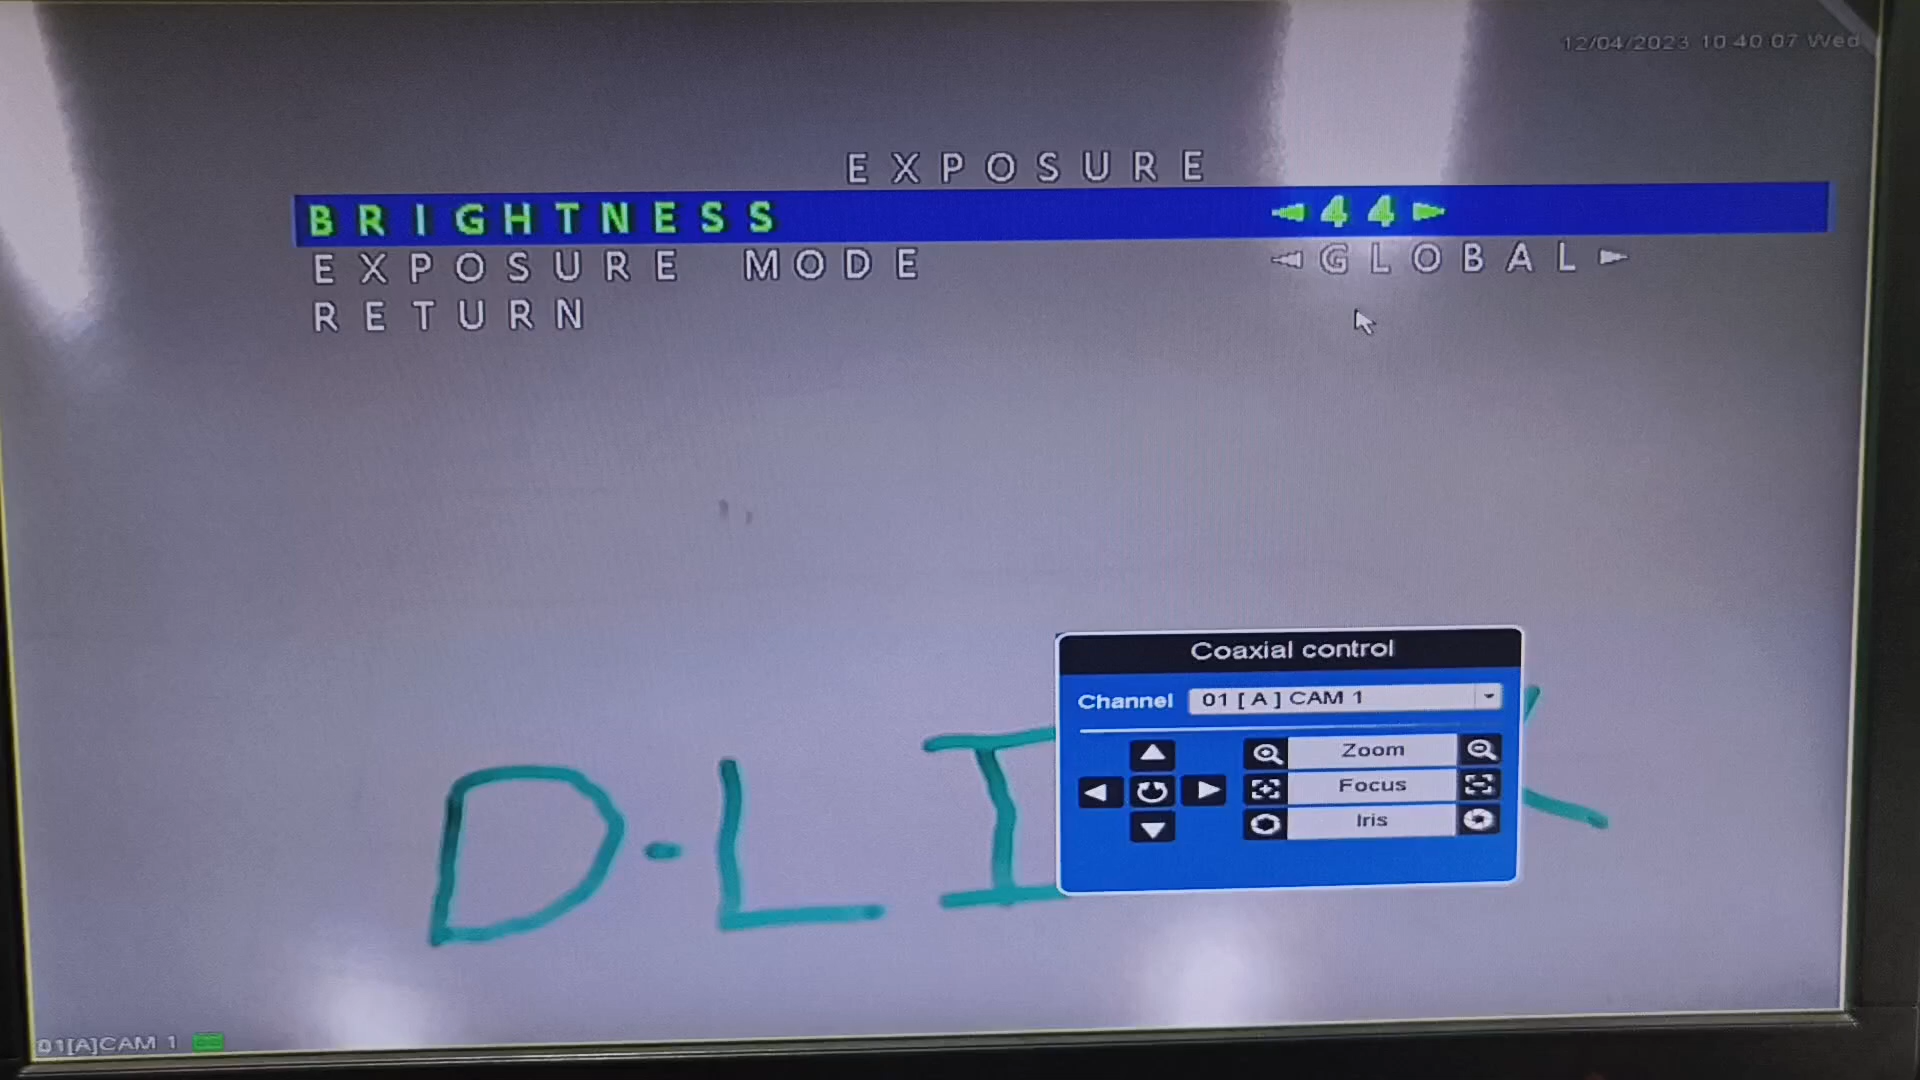 12/04/2023 10:40:07 Wed
EXPOSURE
BRIGHTNESS 44
EXPOSURE MODE GLOBAL
RETURN
Coaxial control
Channel 01 [ A ] CAM 1
Zoom
Focus
Iris
D·LI
01[A]CAM 1